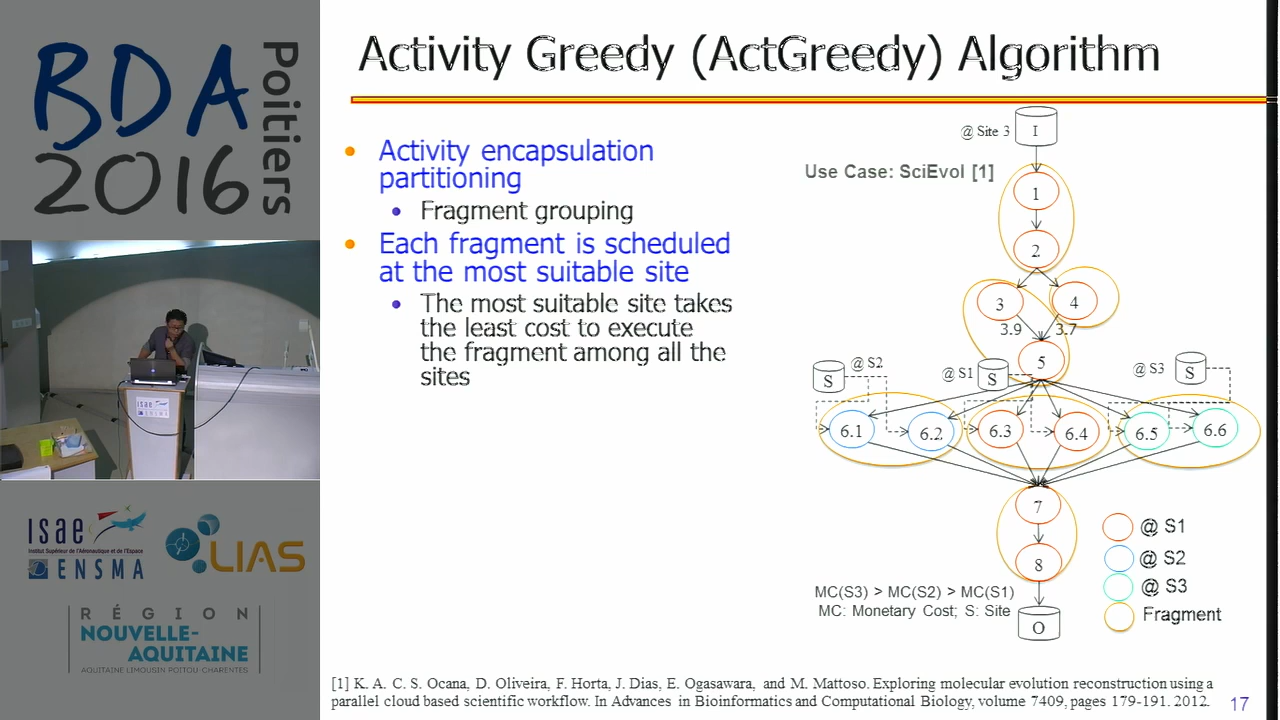 BDA
2016
Poitiers
isae
Institut Supérieur de l'Aéronautique et de l'Espace
ENSMA
LIAS
RÉGION
NOUVELLE-
AQUITAINE
AQUITAINE LIMOUSIN POITOU-CHARENTES
Activity Greedy (ActGreedy) Algorithm
Activity encapsulation
partitioning
Fragment grouping
Each fragment is scheduled
at the most suitable site
The most suitable site takes
the least cost to execute
the fragment among all the
sites
@ Site 3
I
Use Case: SciEvol [1]
1
2
3
4
3.9
3.7
5
S
@ S2
@ S1
S
@ S3
S
6.1
6.2
6.3
6.4
6.5
6.6
7
8
O
MC(S3) > MC(S2) > MC(S1)
MC: Monetary Cost; S: Site
@ S1
@ S2
@ S3
Fragment
[1] K. A. C. S. Ocana, D. Oliveira, F. Horta, J. Dias, E. Ogasawara, and M. Mattoso. Exploring molecular evolution reconstruction using a
parallel cloud based scientific workflow. In Advances in Bioinformatics and Computational Biology, volume 7409, pages 179-191. 2012.
17